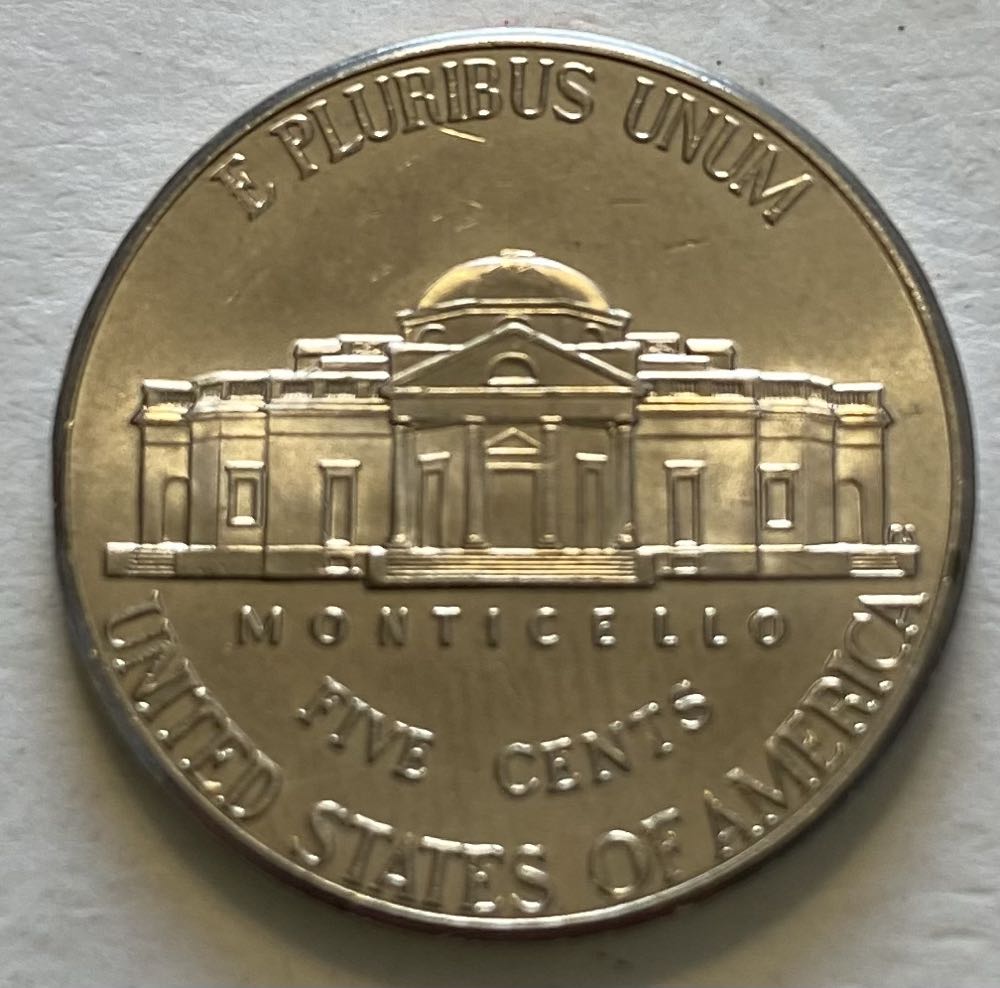 E PLURIBUS UNUM
MONTICELLO
FIVE CENTS
UNITED STATES OF AMERICA